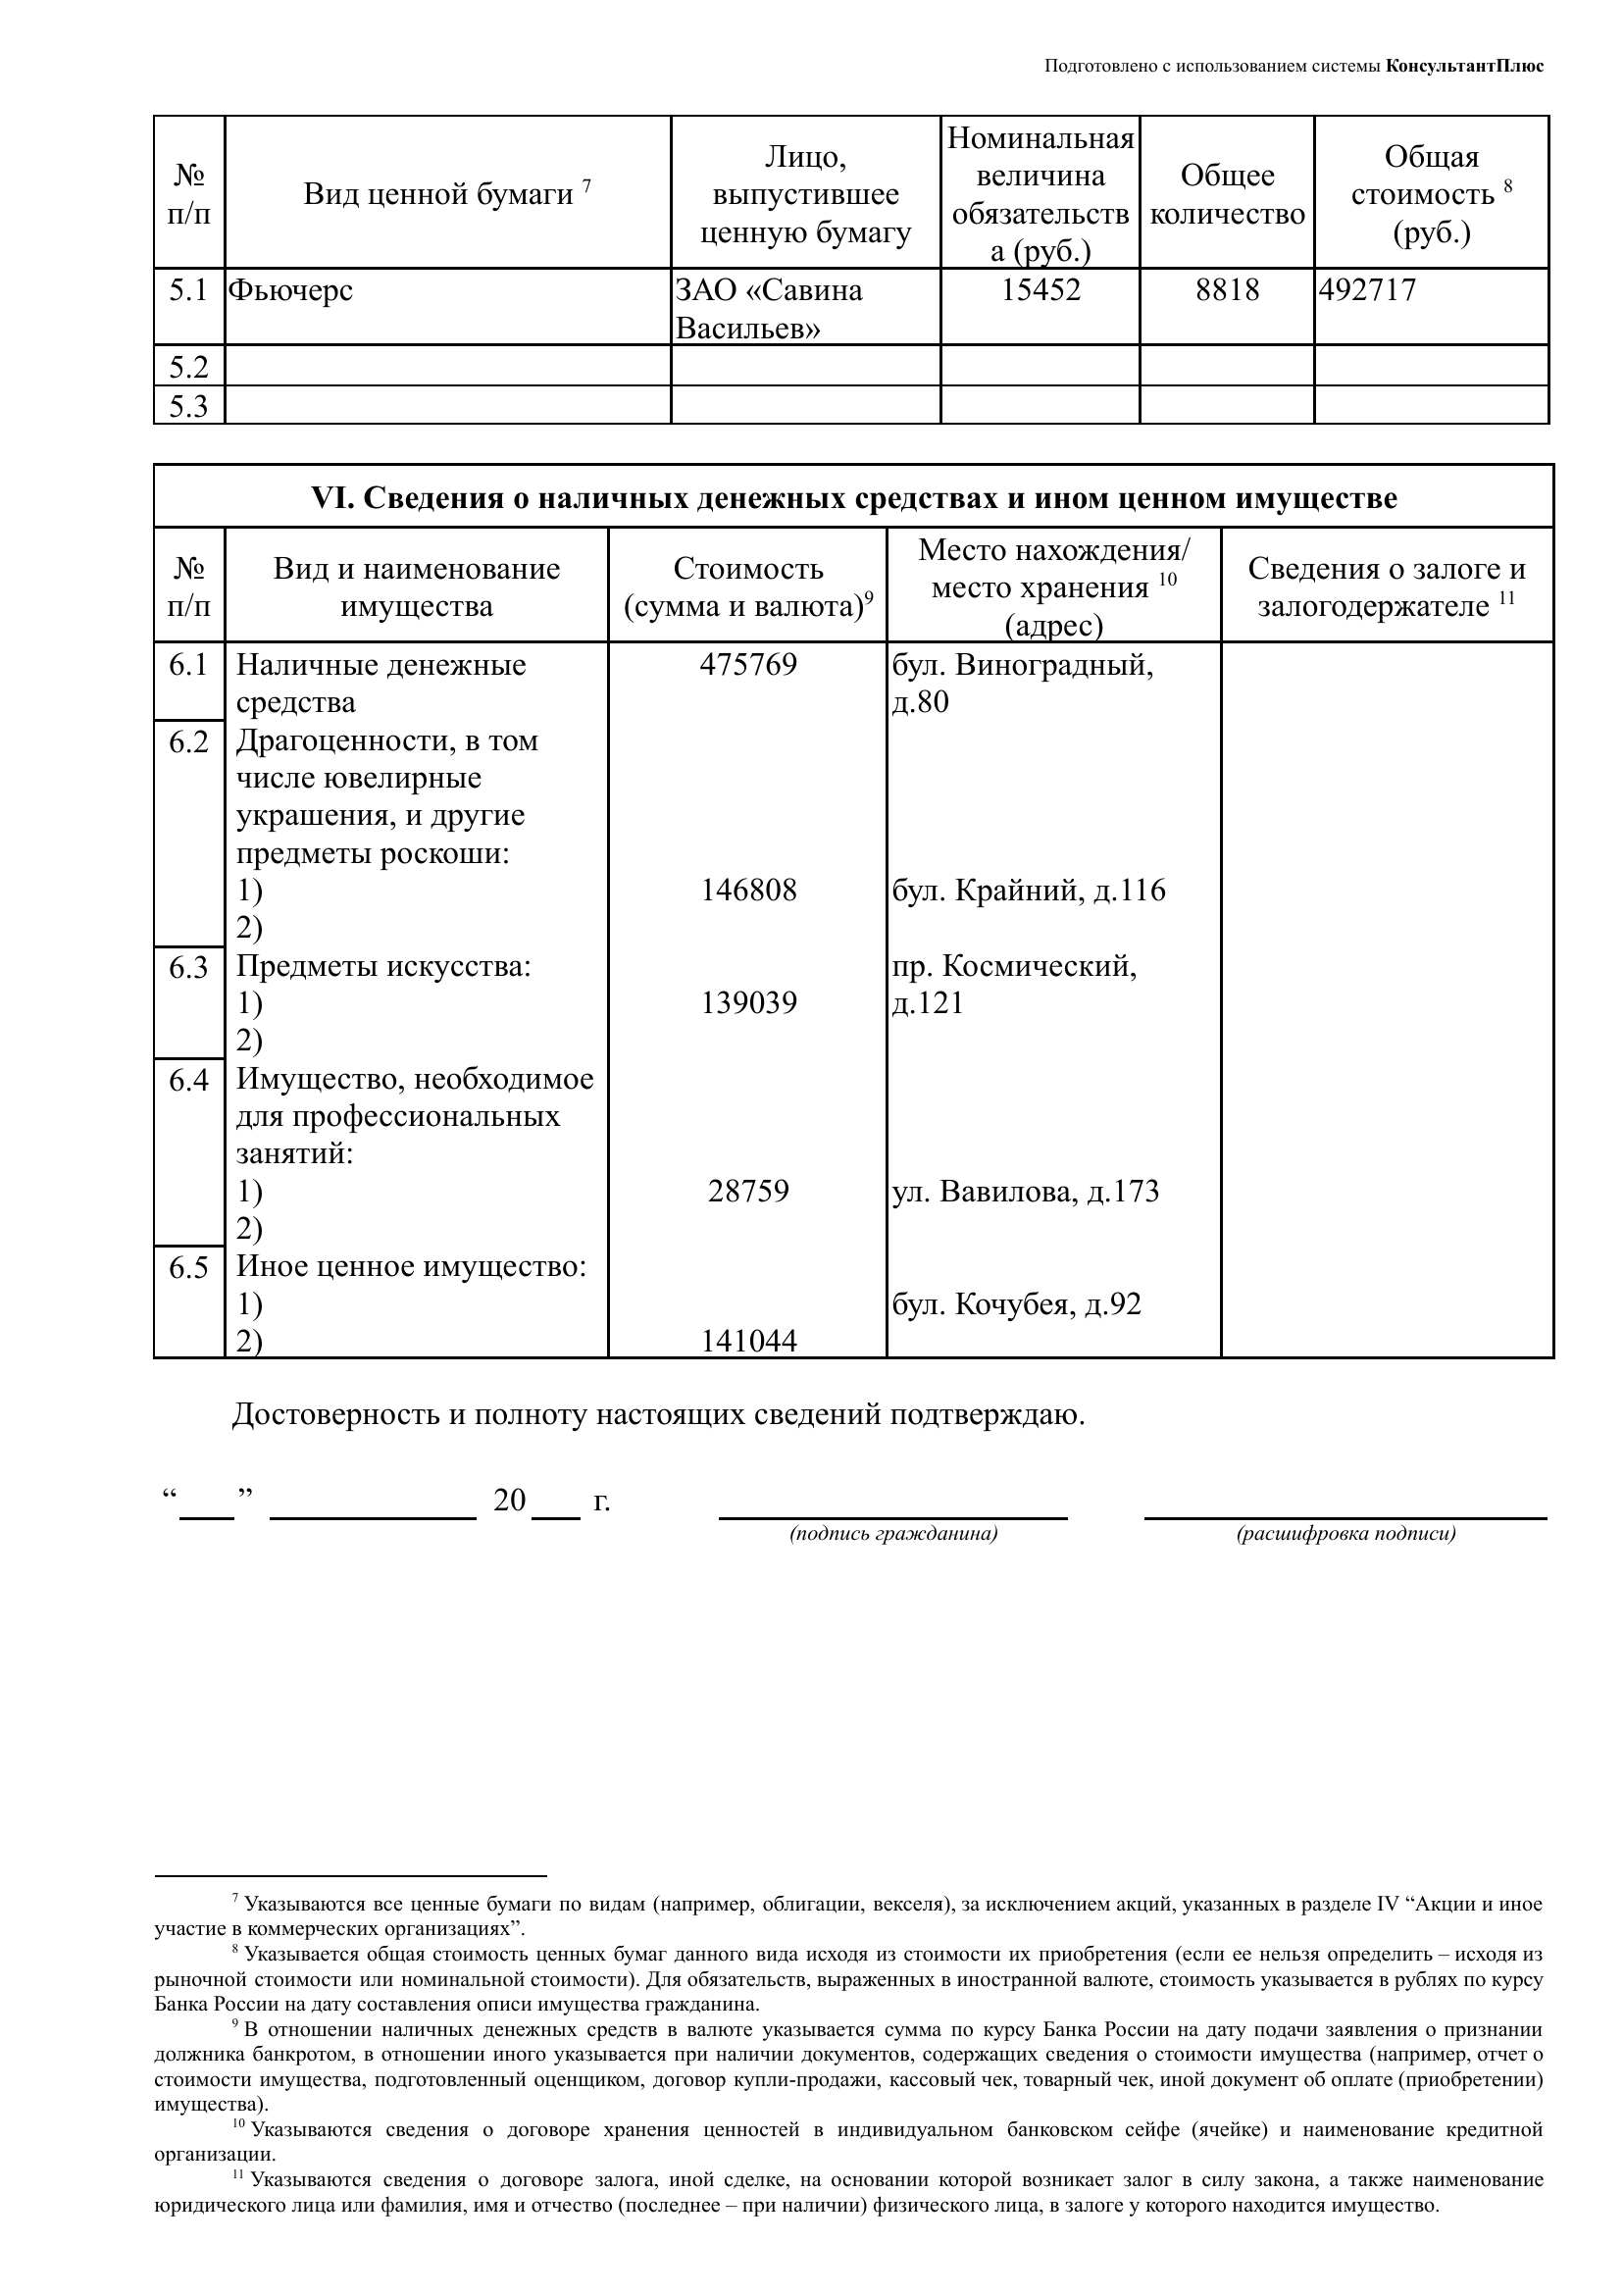 Подготовлено с использованием системы КонсультантПлюс
№ п/п
Вид ценной бумаги 7
Лицо,
выпустившее
ценную бумагу
Номинальная
величина
обязательств
а (руб.)
Общее
количество
Общая
стоимость 8
(руб.)
5.1 Фьючерс ЗАО «Савина 15452 8818 492717
Васильев»
5.2
5.3
VI. Сведения о наличных денежных средствах и ином ценном имуществе
№ п/п
Вид и наименование
имущества
Стоимость
(сумма и валюта)9
Место нахождения/
место хранения 10
(адрес)
Сведения о залоге и
залогодержателе 11
6.1 Наличные денежные 475769 бул. Виноградный,
средства д.80
6.2 Драгоценности, в том
числе ювелирные
украшения, и другие
предметы роскоши:
1) 146808 бул. Крайний, д.116
2)
6.3 Предметы искусства: пр. Космический,
1) 139039 д.121
2)
6.4 Имущество, необходимое
для профессиональных
занятий:
1) 28759 ул. Вавилова, д.173
2)
6.5 Иное ценное имущество:
1) бул. Кочубея, д.92
2) 141044
Достоверность и полноту настоящих сведений подтверждаю.
“ ” 20 г.
(подпись гражданина) (расшифровка подписи)
7 Указываются все ценные бумаги по видам (например, облигации, векселя), за исключением акций, указанных в разделе IV “Акции и иное
участие в коммерческих организациях”.
8 Указывается общая стоимость ценных бумаг данного вида исходя из стоимости их приобретения (если ее нельзя определить – исходя из
рыночной стоимости или номинальной стоимости). Для обязательств, выраженных в иностранной валюте, стоимость указывается в рублях по курсу
Банка России на дату составления описи имущества гражданина.
9 В отношении наличных денежных средств в валюте указывается сумма по курсу Банка России на дату подачи заявления о признании
должника банкротом, в отношении иного указывается при наличии документов, содержащих сведения о стоимости имущества (например, отчет о
стоимости имущества, подготовленный оценщиком, договор купли-продажи, кассовый чек, товарный чек, иной документ об оплате (приобретении)
имущества).
10 Указываются сведения о договоре хранения ценностей в индивидуальном банковском сейфе (ячейке) и наименование кредитной
организации.
11 Указываются сведения о договоре залога, иной сделке, на основании которой возникает залог в силу закона, а также наименование
юридического лица или фамилия, имя и отчество (последнее – при наличии) физического лица, в залоге у которого находится имущество.